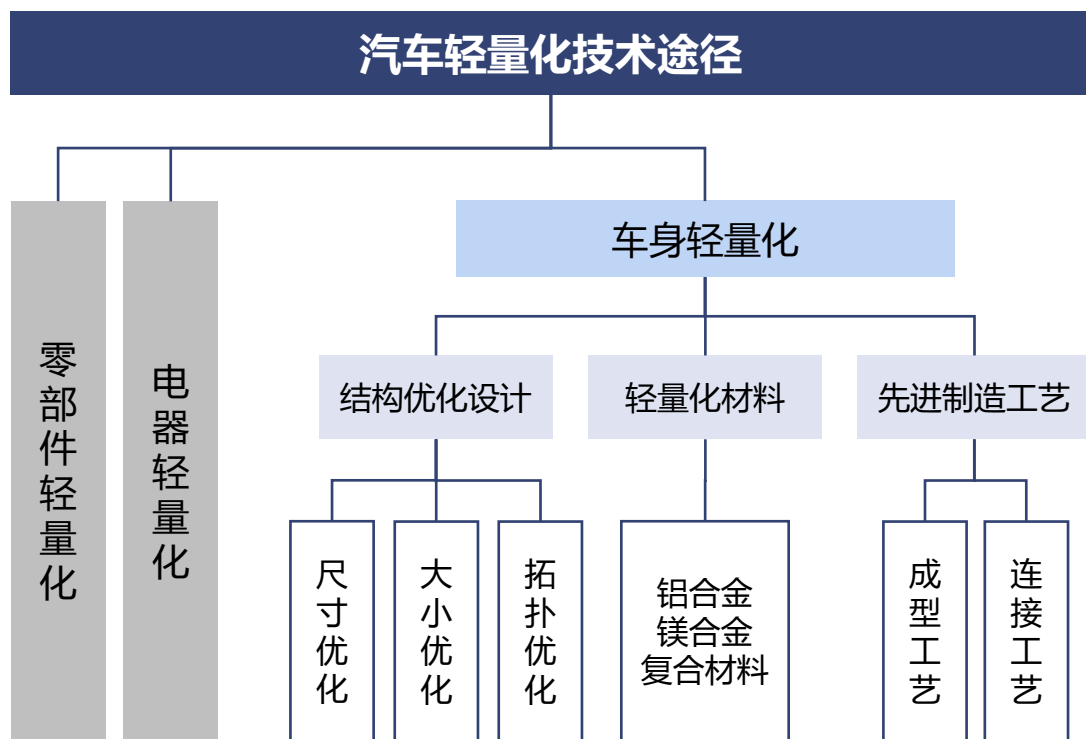 汽车轻量化技术途径
零部件轻量化
电器轻量化
车身轻量化
结构优化设计
轻量化材料
先进制造工艺
尺寸优化
大小优化
拓扑优化
铝合金
镁合金
复合材料
成型工艺
连接工艺